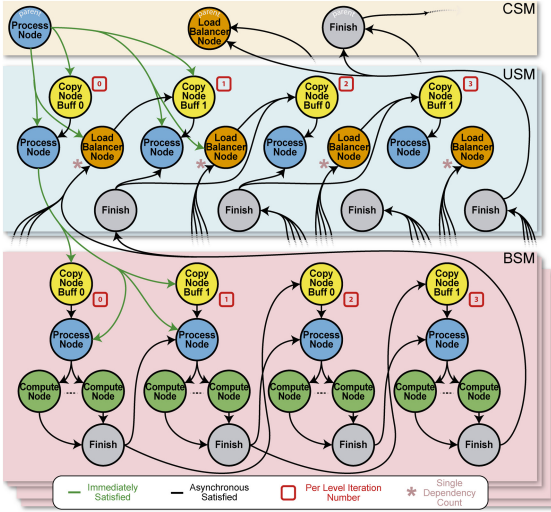 CSM
parent
Process
Node
parent
Load
Balancer
Node
parent
Finish
USM
Copy
Node
Buff 0
0
Copy
Node
Buff 1
1
Copy
Node
Buff 0
2
Copy
Node
Buff 1
3
Process
Node
Load
Balancer
Node
*
Process
Node
Load
Balancer
Node
*
Process
Node
Load
Balancer
Node
*
Process
Node
Load
Balancer
Node
*
Finish
Finish
Finish
Finish
BSM
Copy
Node
Buff 0
0
Copy
Node
Buff 1
1
Copy
Node
Buff 0
2
Copy
Node
Buff 1
3
Process
Node
Process
Node
Process
Node
Process
Node
Compute
Node
...
Compute
Node
Compute
Node
...
Compute
Node
Compute
Node
...
Compute
Node
Compute
Node
...
Compute
Node
Finish
Finish
Finish
Finish
Immediately
Satisfied
Asynchronous
Satisfied
Per Level Iteration
Number
* Single
Dependency
Count